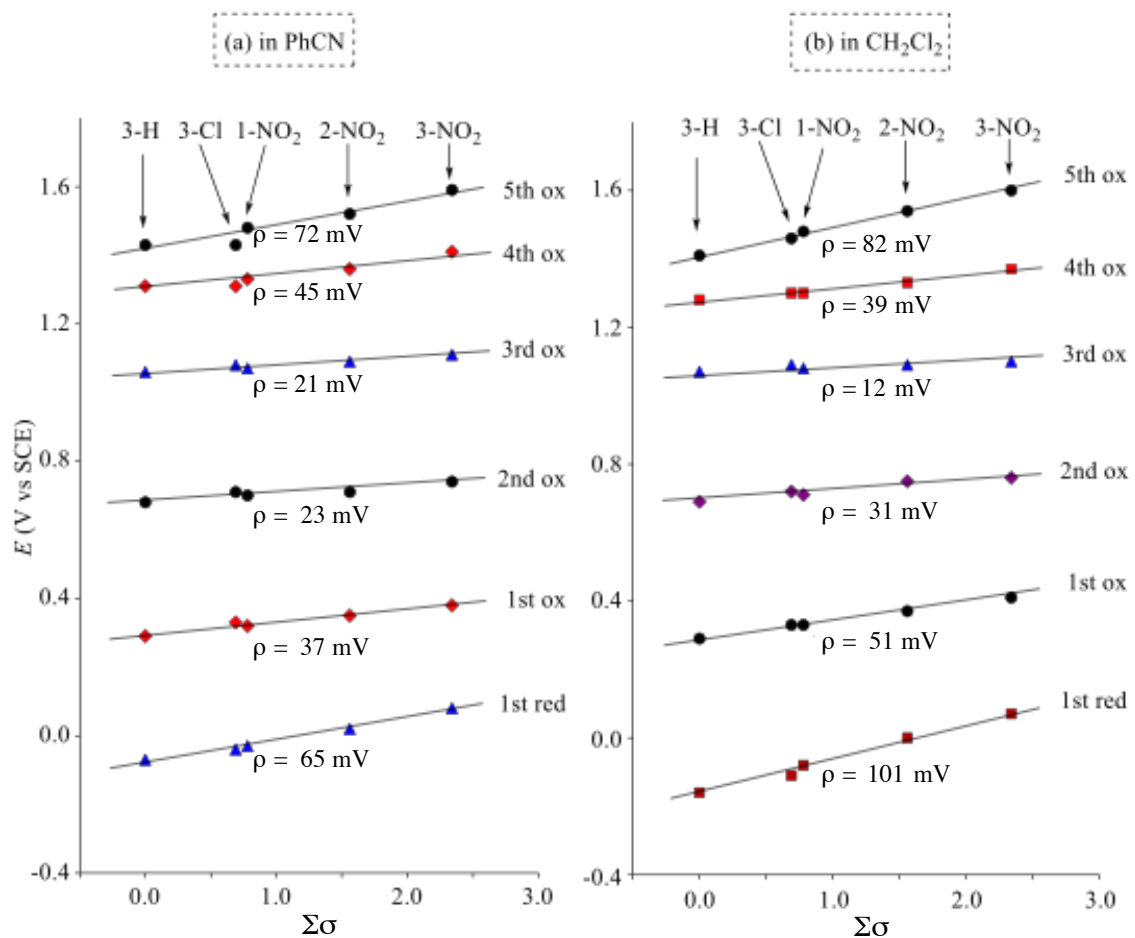 (a) in PhCN
3-H 3-Cl 1-NO₂ 2-NO₂ 3-NO₂
5th ox
ρ = 72 mV
4th ox
ρ = 45 mV
3rd ox
ρ = 21 mV
2nd ox
ρ = 23 mV
1st ox
ρ = 37 mV
1st red
ρ = 65 mV
E (V vs SCE)
1.6
1.2
0.8
0.4
0.0
-0.4
0.0 1.0 2.0 3.0
Σσ
(b) in CH₂Cl₂
3-H 3-Cl 1-NO₂ 2-NO₂ 3-NO₂
5th ox
ρ = 82 mV
4th ox
ρ = 39 mV
3rd ox
ρ = 12 mV
2nd ox
ρ = 31 mV
1st ox
ρ = 51 mV
1st red
ρ = 101 mV
1.6
1.2
0.8
0.4
0.0
-0.4
0.0 1.0 2.0 3.0
Σσ